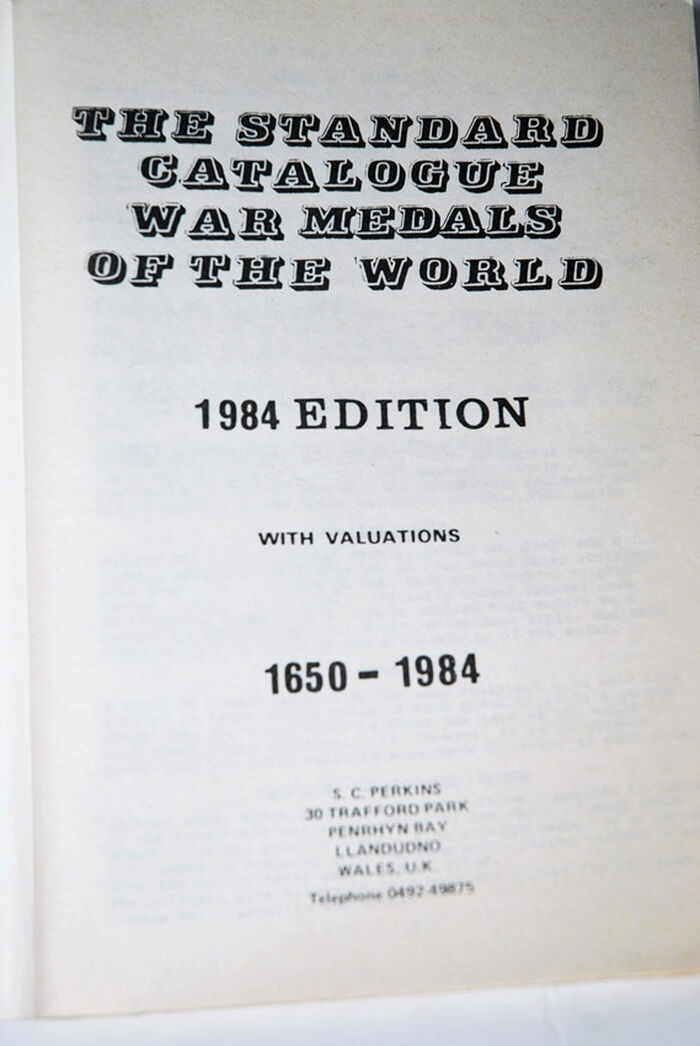 THE STANDARD
CATALOGUE
WAR MEDALS
OF THE WORLD
1984 EDITION
WITH VALUATIONS
1650 - 1984
S. C. PERKINS
30 TRAFFORD PARK
PENRHYN BAY
LLANDUDNO
WALES, U.K.
Telephone 0492-49875